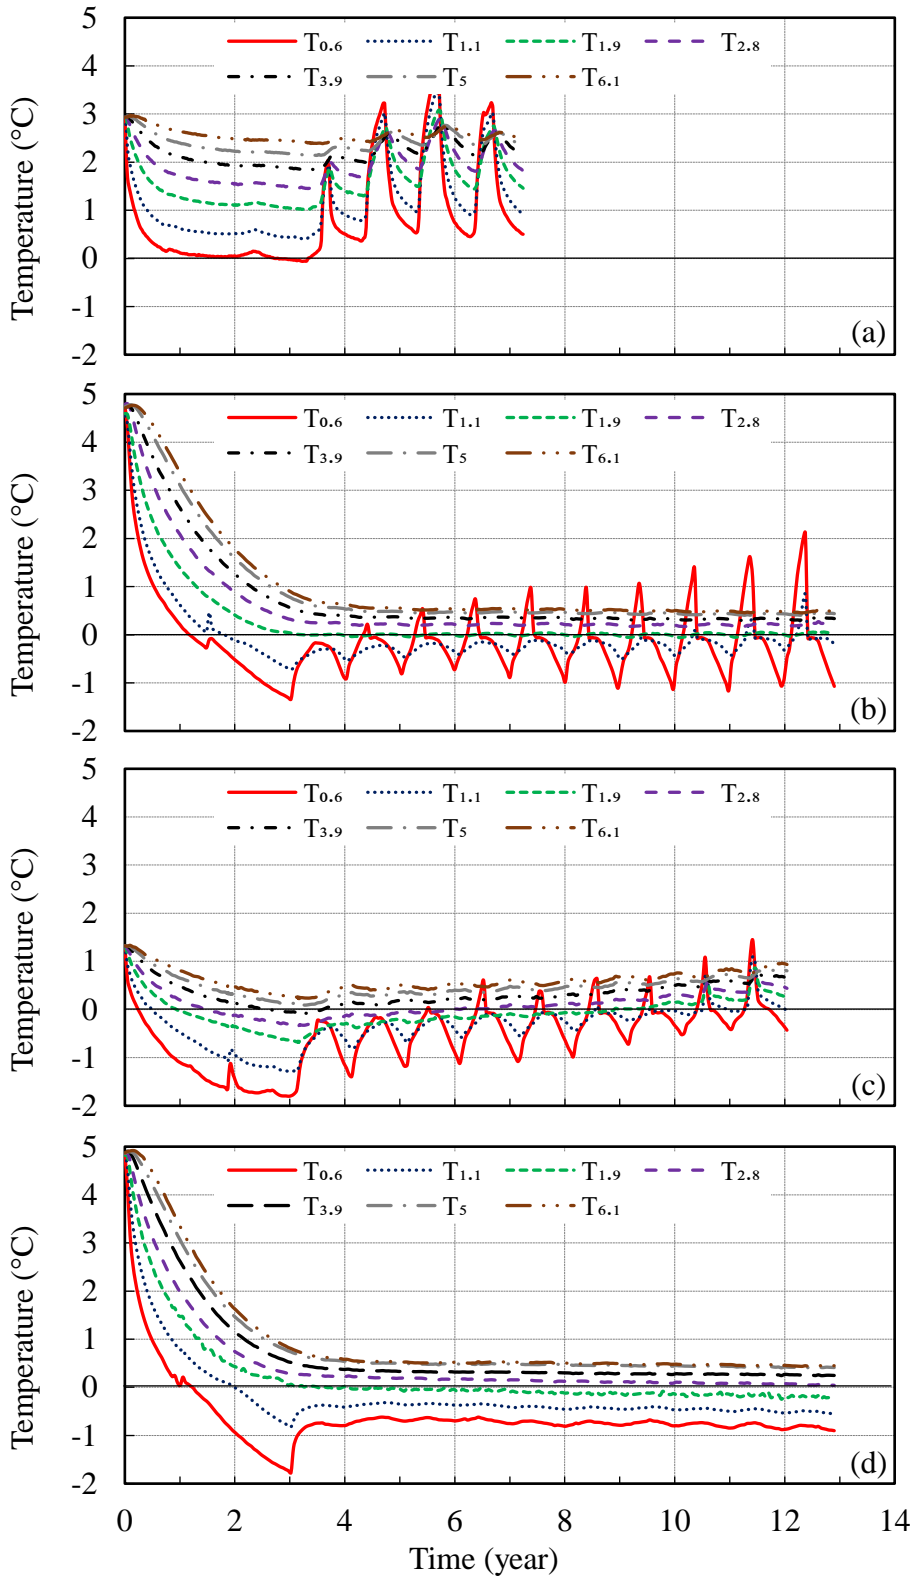 5
4
3
2
1
0
-1
-2
Temperature (°C)
T₀.₆ T₁.₁ T₁.₉ T₂.₈
T₃.₉ T₅ T₆.₁
(a)
5
4
3
2
1
0
-1
-2
Temperature (°C)
T₀.₆ T₁.₁ T₁.₉ T₂.₈
T₃.₉ T₅ T₆.₁
(b)
5
4
3
2
1
0
-1
-2
Temperature (°C)
T₀.₆ T₁.₁ T₁.₉ T₂.₈
T₃.₉ T₅ T₆.₁
(c)
5
4
3
2
1
0
-1
-2
Temperature (°C)
T₀.₆ T₁.₁ T₁.₉ T₂.₈
T₃.₉ T₅ T₆.₁
(d)
0 2 4 6 8 10 12 14
Time (year)